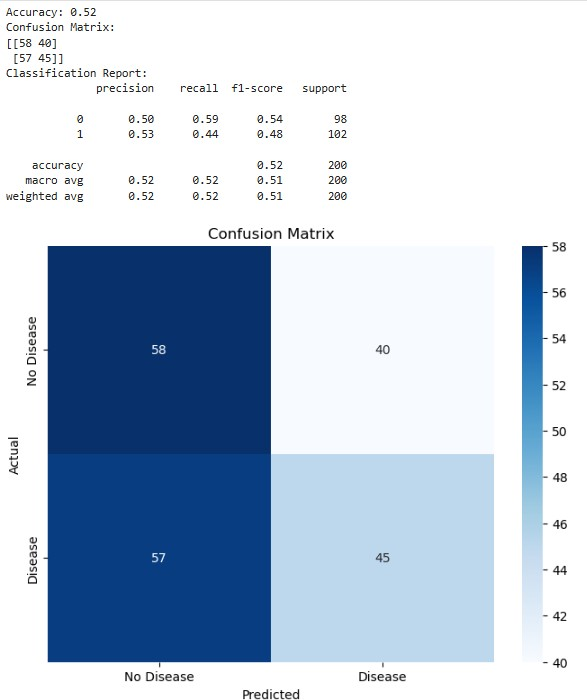 Accuracy: 0.52
Confusion Matrix:
[[58 40]
 [57 45]]
Classification Report:
precision recall f1-score support
0 0.50 0.59 0.54 98
1 0.53 0.44 0.48 102
accuracy 0.52 200
macro avg 0.52 0.52 0.51 200
weighted avg 0.52 0.52 0.51 200
Confusion Matrix
58
56
54
52
50
48
46
44
42
40
Actual
No Disease
58 40
Disease
57 45
No Disease Disease
Predicted